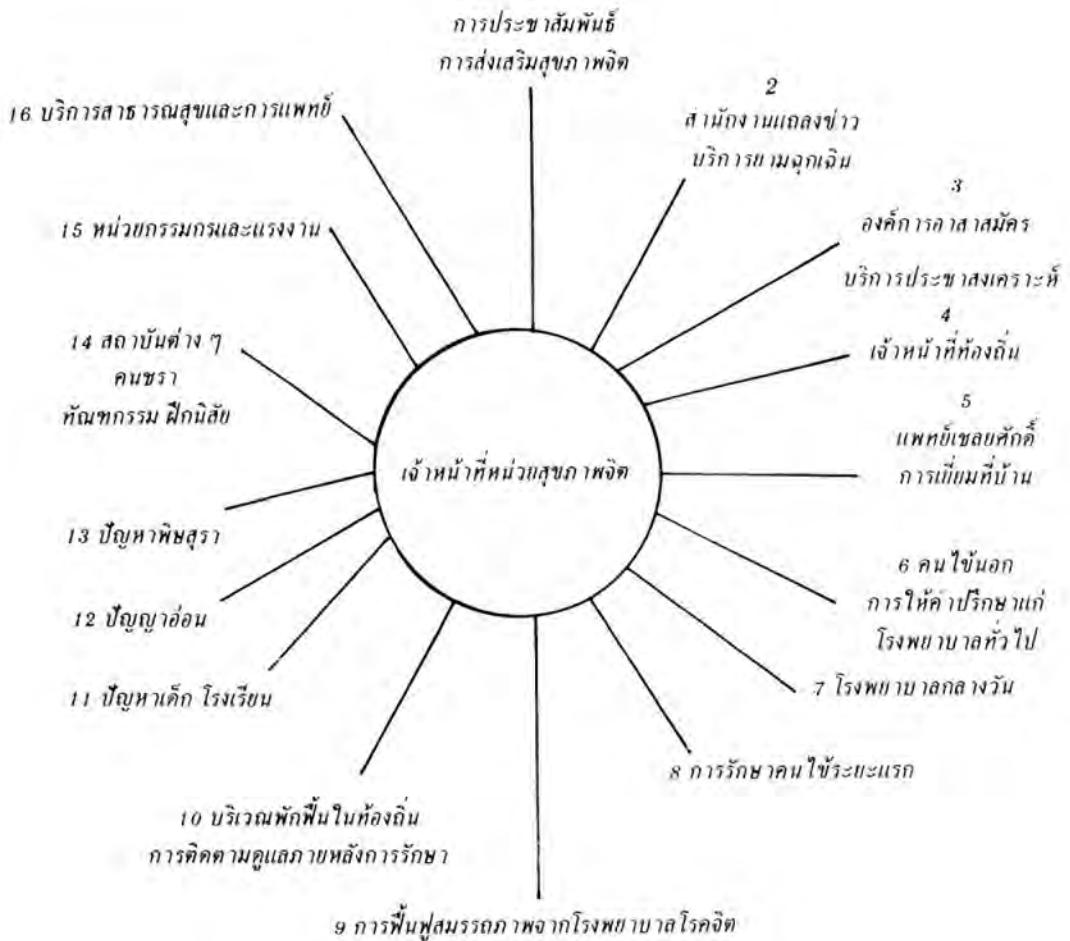 การประชาสัมพันธ์
การส่งเสริมสุขภาพจิต
2
สำนักงานแถลงข่าว
บริการยามฉุกเฉิน
3
องค์การอาสาสมัคร
บริการประชาสงเคราะห์
4
เจ้าหน้าที่ท้องถิ่น
5
แพทย์เชลยศักดิ์
การเยี่ยมที่บ้าน
6 คนไข้นอก
การให้คำปรึกษาแก่
โรงพยาบาลทั่วไป
7 โรงพยาบาลกลางวัน
8 การรักษาคนไข้ระยะแรก
9 การฟื้นฟูสมรรถภาพจากโรงพยาบาลโรคจิต
10 บริเวณพักฟื้นในท้องถิ่น
การติดตามดูแลภายหลังการรักษา
11 ปัญหาเด็ก โรงเรียน
12 ปัญญาอ่อน
13 ปัญหาพิษสุรา
14 สถาบันต่าง ๆ
คนชรา
ทัณฑกรรม ฝึกนิสัย
15 หน่วยกรรมกรและแรงงาน
16 บริการสาธารณสุขและการแพทย์
เจ้าหน้าที่หน่วยสุขภาพจิต